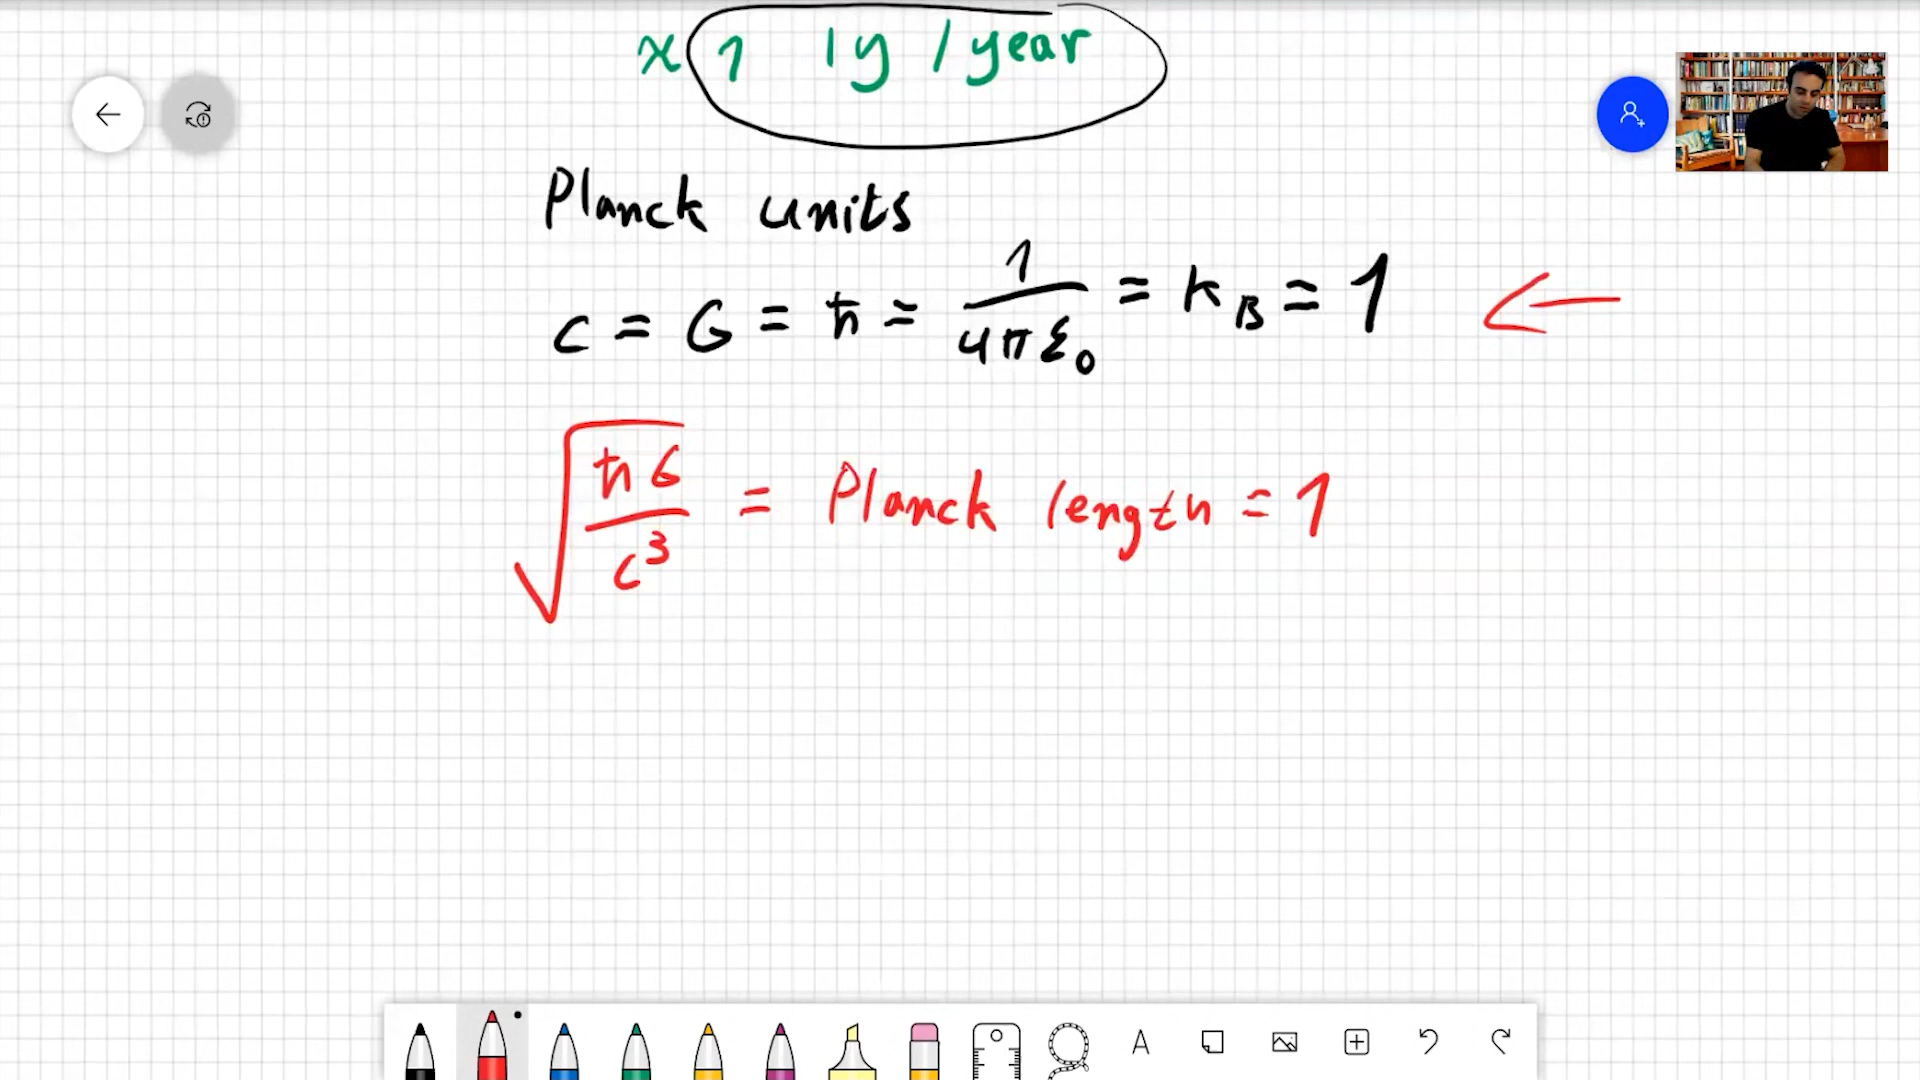 x 1 ly / year
Planck units
c = G = ħ = 1/4πε₀ = k_B = 1
√(ħG/c³) = Planck length = 1
A